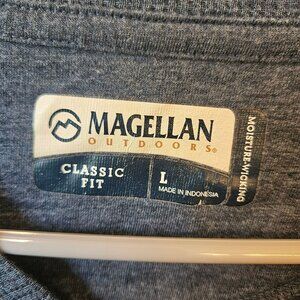 MAGELLAN
OUTDOORS®
CLASSIC
FIT
L
MADE IN INDONESIA
MOISTURE-WICKING